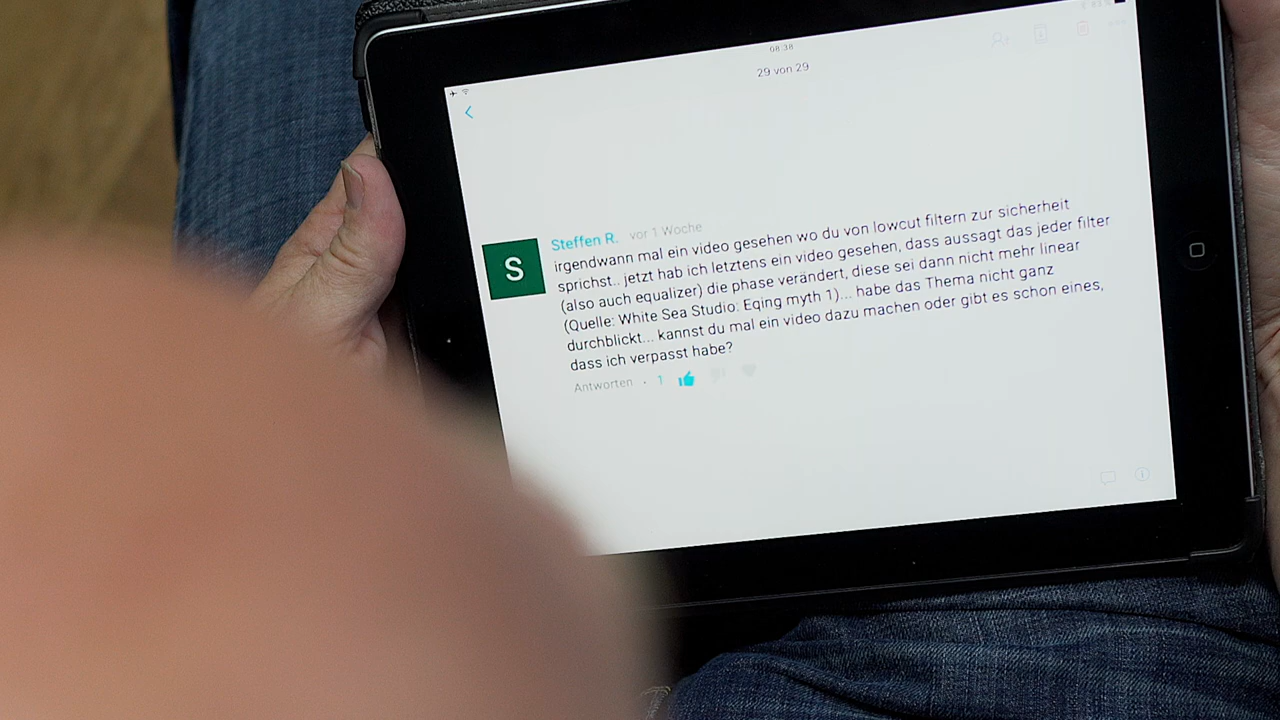 08:38
29 von 29
S
Steffen R. vor 1 Woche
irgendwann mal ein video gesehen wo du von lowcut filtern zur sicherheit
sprichst.. jetzt hab ich letztens ein video gesehen, dass aussagt das jeder filter
(also auch equalizer) die phase verändert, diese sei dann nicht mehr linear
(Quelle: White Sea Studio: Eqing myth 1)... habe das Thema nicht ganz
durchblickt... kannst du mal ein video dazu machen oder gibt es schon eines,
dass ich verpasst habe?
Antworten · 1